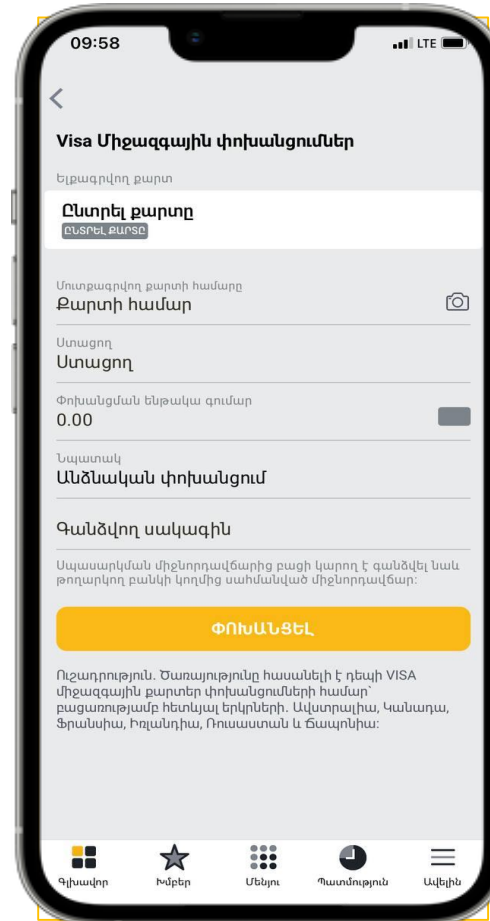 09:58
LTE
Visa Միջազգային փոխանցումներ
Ելքագրվող քարտ
Ընտրել քարտը
ԸՆՏՐԵԼ ՔԱՐՏԸ
Մուտքագրվող քարտի համարը
Քարտի համար
Ստացող
Ստացող
Փոխանցման ենթակա գումար
0.00
Նպատակ
Անձնական փոխանցում
Գանձվող սակագին
Սպասարկման միջնորդավճարից բացի կարող է գանձվել նաև
թողարկող բանկի կողմից սահմանված միջնորդավճար:
ՓՈԽԱՆՑԵԼ
Ուշադրություն. Ծառայությունը հասանելի է դեպի VISA
միջազգային քարտեր փոխանցումների համար՝
բացառությամբ հետևյալ երկրների. Ավստրալիա, Կանադա,
Ֆրանսիա, Իռլանդիա, Ռուսաստան և Ճապոնիա:
Գլխավոր
Խմբեր
Մենյու
Պատմություն
Ավելին